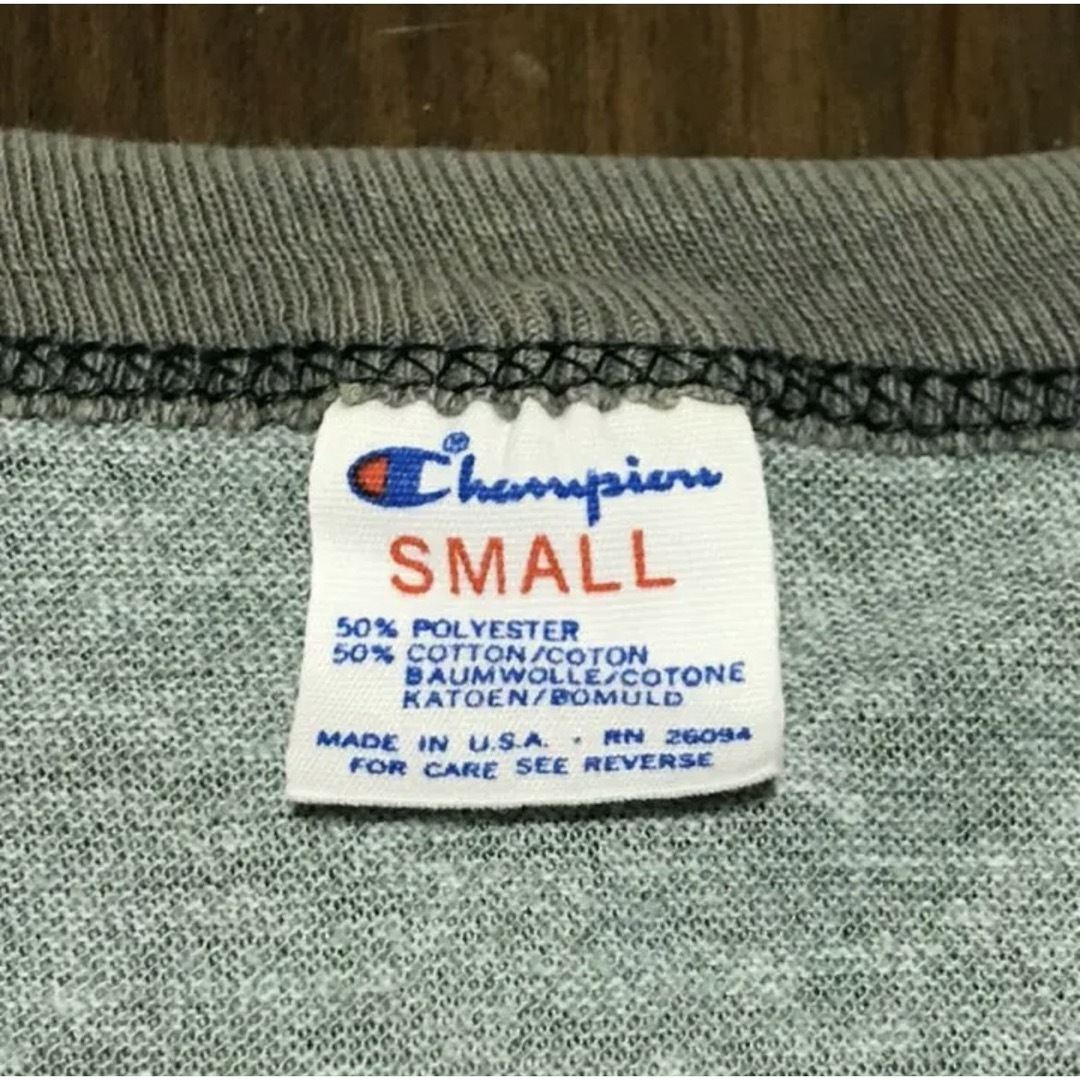 Champion®
SMALL
50% POLYESTER
50% COTTON/COTON
BAUMWOLLE/COTONE
KATOEN/BOMULD
MADE IN U.S.A. · RN 26094
FOR CARE SEE REVERSE